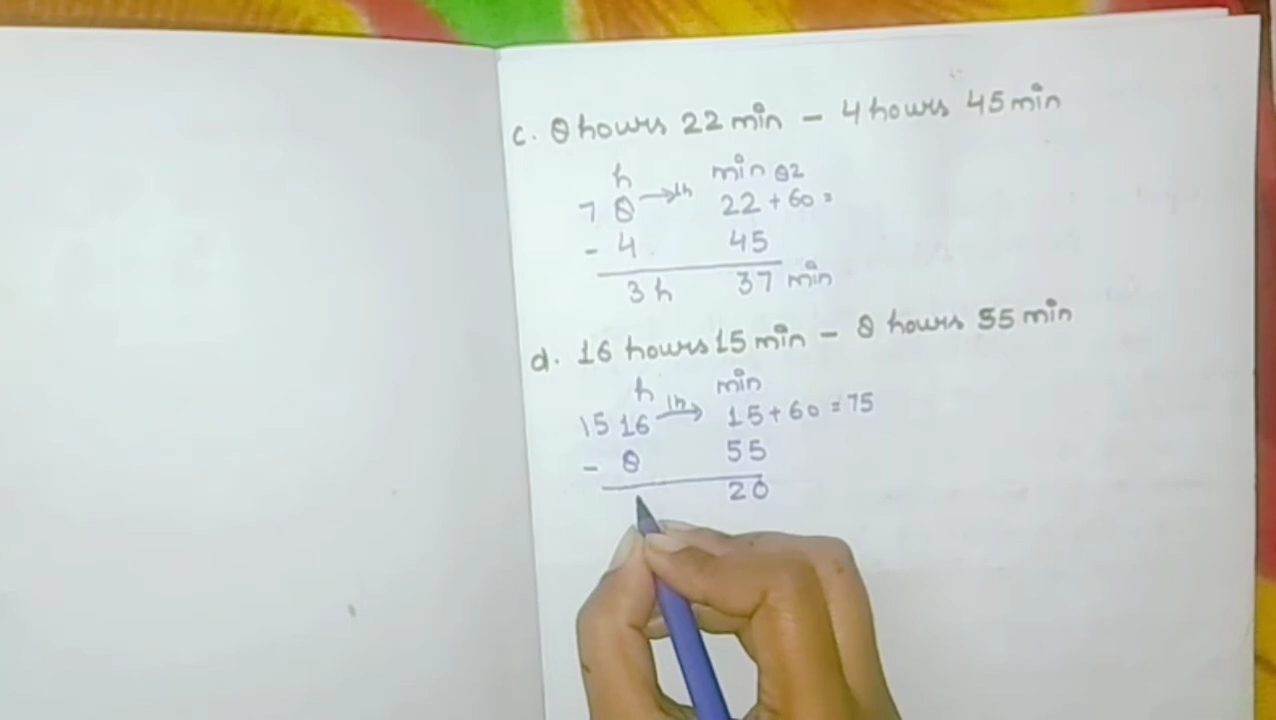 c. 8 hours 22 min - 4 hours 45 min
h min 82
7 8 → 1h 22 + 60 =
- 4 45
3 h 37 min
d. 16 hours 15 min - 8 hours 55 min
h min
15 16 1h→ 15 + 60 = 75
- 8 55
20